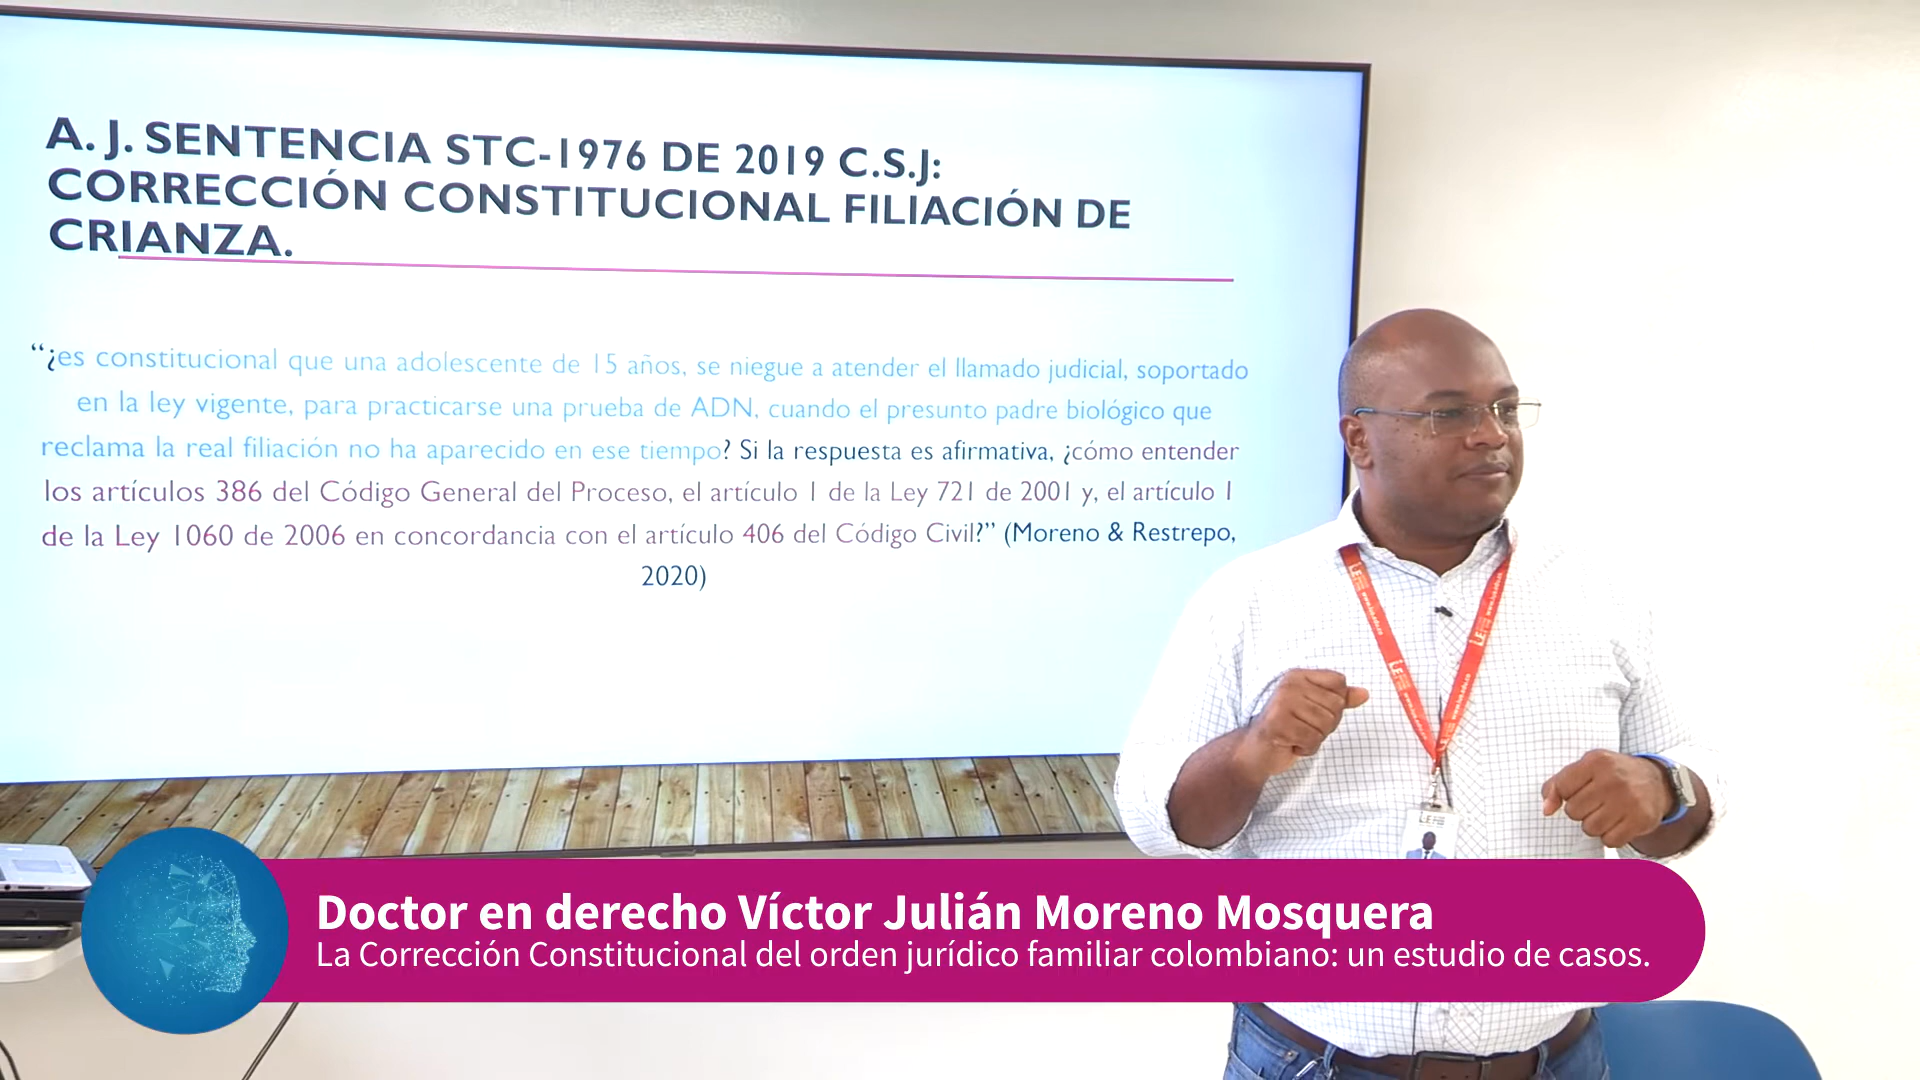 A. J. SENTENCIA STC-1976 DE 2019 C.S.J:
CORRECCIÓN CONSTITUCIONAL FILIACIÓN DE
CRIANZA.
“¿es constitucional que una adolescente de 15 años, se niegue a atender el llamado judicial, soportado
en la ley vigente, para practicarse una prueba de ADN, cuando el presunto padre biológico que
reclama la real filiación no ha aparecido en ese tiempo? Si la respuesta es afirmativa, ¿cómo entender
los artículos 386 del Código General del Proceso, el artículo 1 de la Ley 721 de 2001 y, el artículo 1
de la Ley 1060 de 2006 en concordancia con el artículo 406 del Código Civil?” (Moreno & Restrepo,
2020)
Doctor en derecho Víctor Julián Moreno Mosquera
La Corrección Constitucional del orden jurídico familiar colombiano: un estudio de casos.